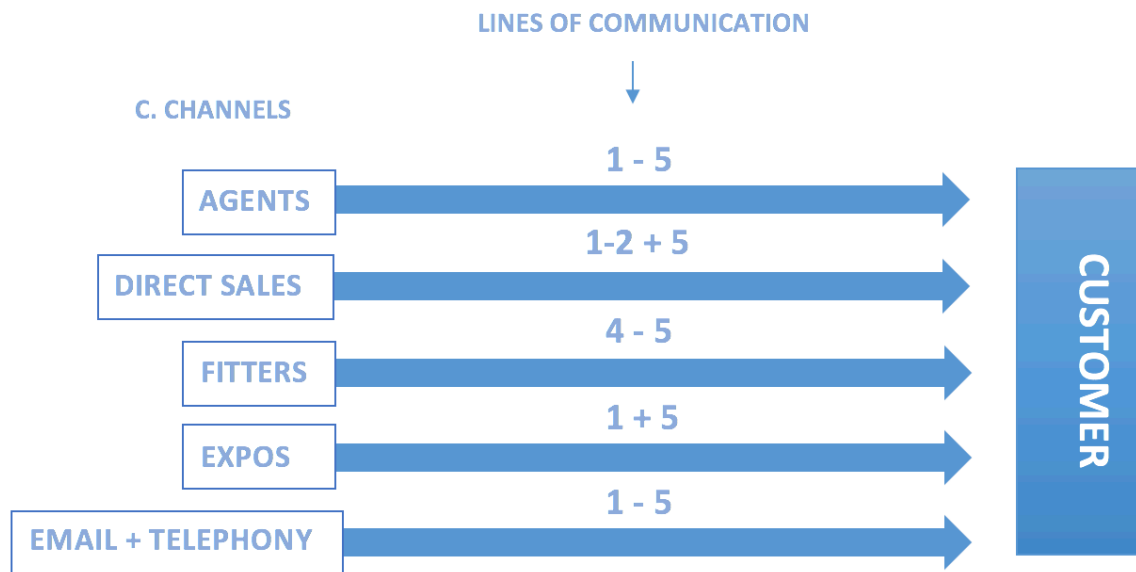 LINES OF COMMUNICATION
C. CHANNELS
1 - 5
AGENTS
1-2 + 5
DIRECT SALES
4 - 5
FITTERS
1 + 5
EXPOS
1 - 5
EMAIL + TELEPHONY
CUSTOMER